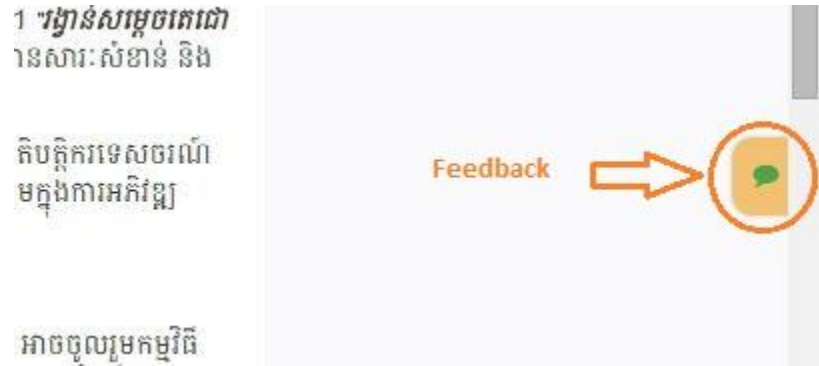 1 "រង្វាន់សម្តេចតេជោ
ានសារៈសំខាន់ និង
តិបត្តិករទេសចរណ៍
មក្នុងការអភិវឌ្ឍ
Feedback
អាចចូលរួមកម្មវិធី